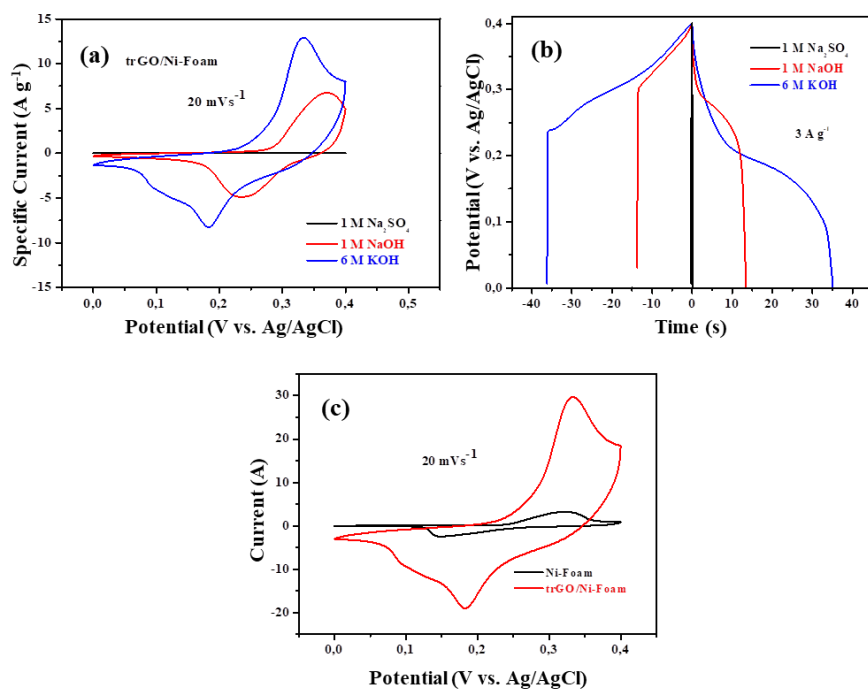 (a)
trGO/Ni-Foam
20 mVs-1
Specific Current (A g-1)
15
10
5
0
-5
-10
-15
1 M Na2SO4
1 M NaOH
6 M KOH
0,0
0,1
0,2
0,3
0,4
0,5
Potential (V vs. Ag/AgCl)
(b)
1 M Na2SO4
1 M NaOH
6 M KOH
3 A g-1
Potential (V vs. Ag/AgCl)
0,4
0,3
0,2
0,1
0,0
-40
-30
-20
-10
0
10
20
30
40
Time (s)
(c)
20 mVs-1
Current (A)
30
20
10
0
-10
-20
Ni-Foam
trGO/Ni-Foam
0,0
0,1
0,2
0,3
0,4
Potential (V vs. Ag/AgCl)